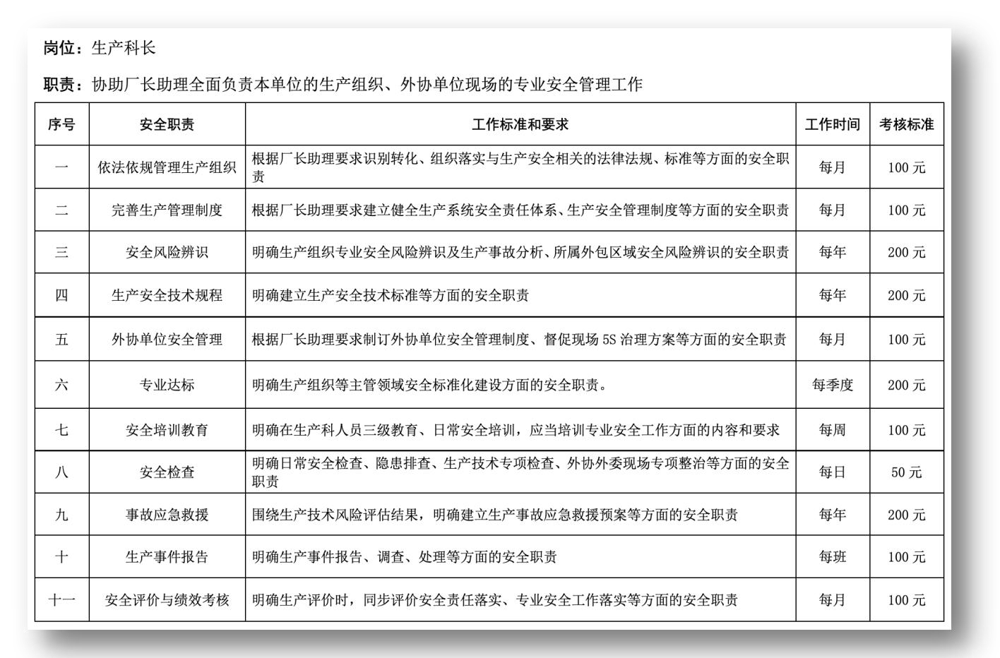 岗位：生产科长
职责：协助厂长助理全面负责本单位的生产组织、外协单位现场的专业安全管理工作
序号 安全职责 工作标准和要求 工作时间 考核标准
一 依法依规管理生产组织 根据厂长助理要求识别转化、组织落实与生产安全相关的法律法规、标准等方面的安全职
责 每月 100 元
二 完善生产管理制度 根据厂长助理要求建立健全生产系统安全责任体系、生产安全管理制度等方面的安全职责 每月 100 元
三 安全风险辨识 明确生产组织专业安全风险辨识及生产事故分析、所属外包区域安全风险辨识的安全职责 每年 200 元
四 生产安全技术规程 明确建立生产安全技术标准等方面的安全职责 每年 200 元
五 外协单位安全管理 根据厂长助理要求制订外协单位安全管理制度、督促现场 5S 治理方案等方面的安全职责 每月 100 元
六 专业达标 明确生产组织等主管领域安全标准化建设方面的安全职责。 每季度 200 元
七 安全培训教育 明确在生产科人员三级教育、日常安全培训，应当培训专业安全工作方面的内容和要求 每周 100 元
八 安全检查 明确日常安全检查、隐患排查、生产技术专项检查、外协外委现场专项整治等方面的安全
职责 每日 50 元
九 事故应急救援 围绕生产技术风险评估结果，明确建立生产事故应急救援预案等方面的安全职责 每年 200 元
十 生产事件报告 明确生产事件报告、调查、处理等方面的安全职责 每班 100 元
十一 安全评价与绩效考核 明确生产评价时，同步评价安全责任落实、专业安全工作落实等方面的安全职责 每月 100 元